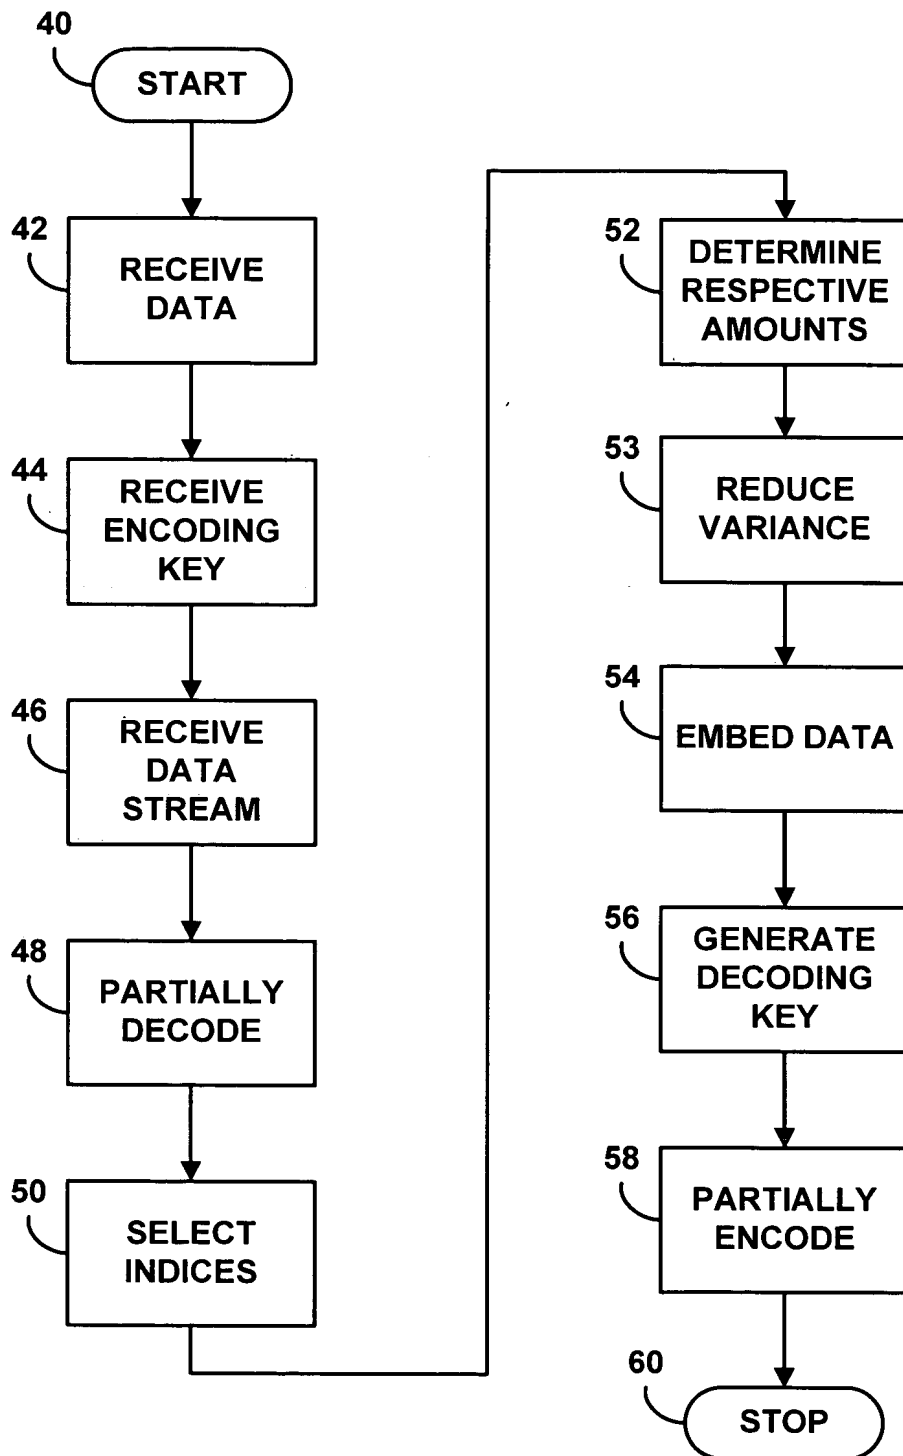 40
START
42
RECEIVE
DATA
44
RECEIVE
ENCODING
KEY
46
RECEIVE
DATA
STREAM
48
PARTIALLY
DECODE
50
SELECT
INDICES
52
DETERMINE
RESPECTIVE
AMOUNTS
53
REDUCE
VARIANCE
54
EMBED DATA
56
GENERATE
DECODING
KEY
58
PARTIALLY
ENCODE
60
STOP